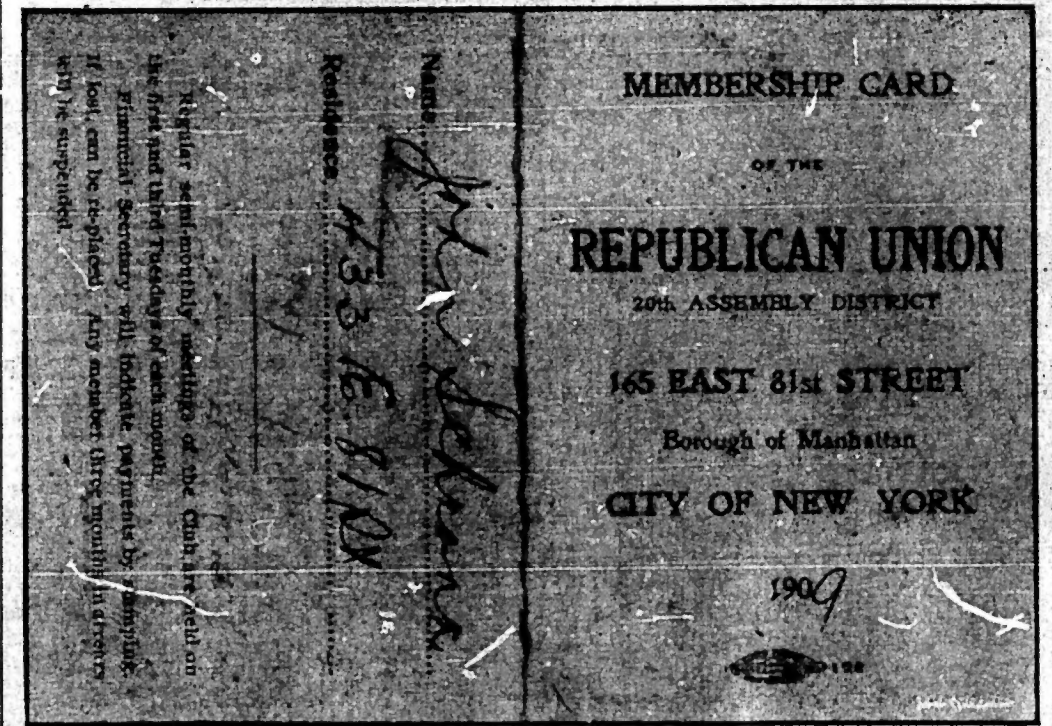 MEMBERSHIP CARD
OF THE
REPUBLICAN UNION
20th ASSEMBLY DISTRICT
165 EAST 81st STREET
Borough of Manhattan
CITY OF NEW YORK
1909
Name
Residence 433 E 81
Regular semi monthly meetings of the Club are held on
the first and third Tuesdays of each month.
Financial Secretary will indicate payments by stamping.
If lost, can be re-placed. Any member three months in arrears
will be suspended.